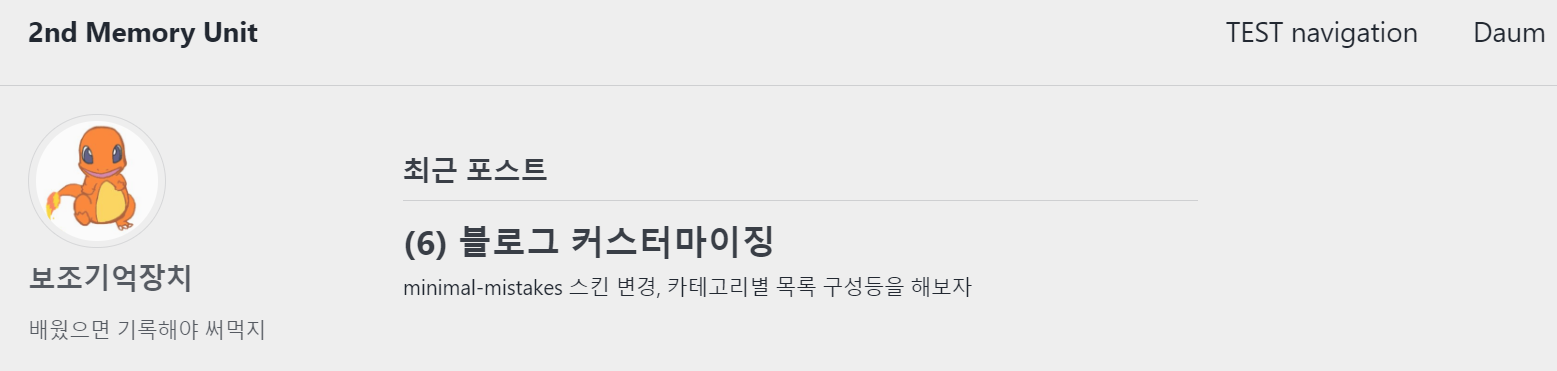 2nd Memory Unit
TEST navigation
Daum
보조기억장치
배웠으면 기록해야 써먹지
최근 포스트
(6) 블로그 커스터마이징
minimal-mistakes 스킨 변경, 카테고리별 목록 구성등을 해보자